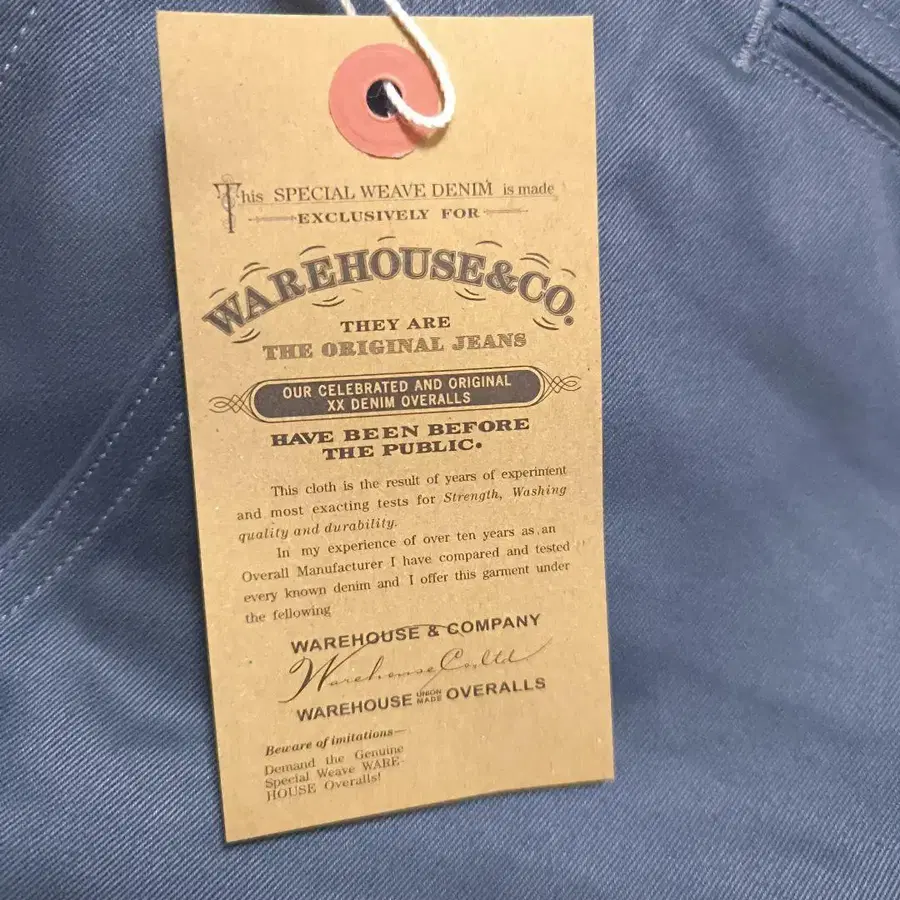 This SPECIAL WEAVE DENIM is made
EXCLUSIVELY FOR
WAREHOUSE&CO.
THEY ARE
THE ORIGINAL JEANS
OUR CELEBRATED AND ORIGINAL
XX DENIM OVERALLS
HAVE BEEN BEFORE
THE PUBLIC.
This cloth is the result of years of experiment
and most exacting tests for Strength, Washing
quality and durability.
In my experience of over ten years as an
Overall Manufacturer I have compared and tested
every known denim and I offer this garment under
the fellowing
WAREHOUSE & COMPANY
Warehouse Co,ltd
WAREHOUSE UNION MADE OVERALLS
Beware of imitations—
Demand the Genuine
Special Weave WARE-
HOUSE Overalls!